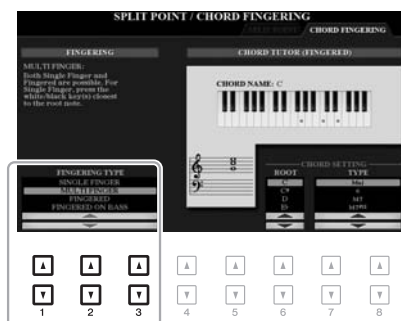 SPLIT POINT / CHORD FINGERING
SPLIT POINT
CHORD FINGERING
FINGERING
MULTI FINGER:
Both Single Finger and
Fingered are possible. For
Single Finger, press the
white/black key(s) closest
to the root note.
CHORD TUTOR (FINGERED)
CHORD NAME: C
FINGERING TYPE
SINGLE FINGER
MULTI FINGER
FINGERED
FINGERED ON BASS
CHORD SETTING
ROOT
TYPE
C
Maj
C#
6
D
M7
E♭
1 2 3 4 5 6 7 8